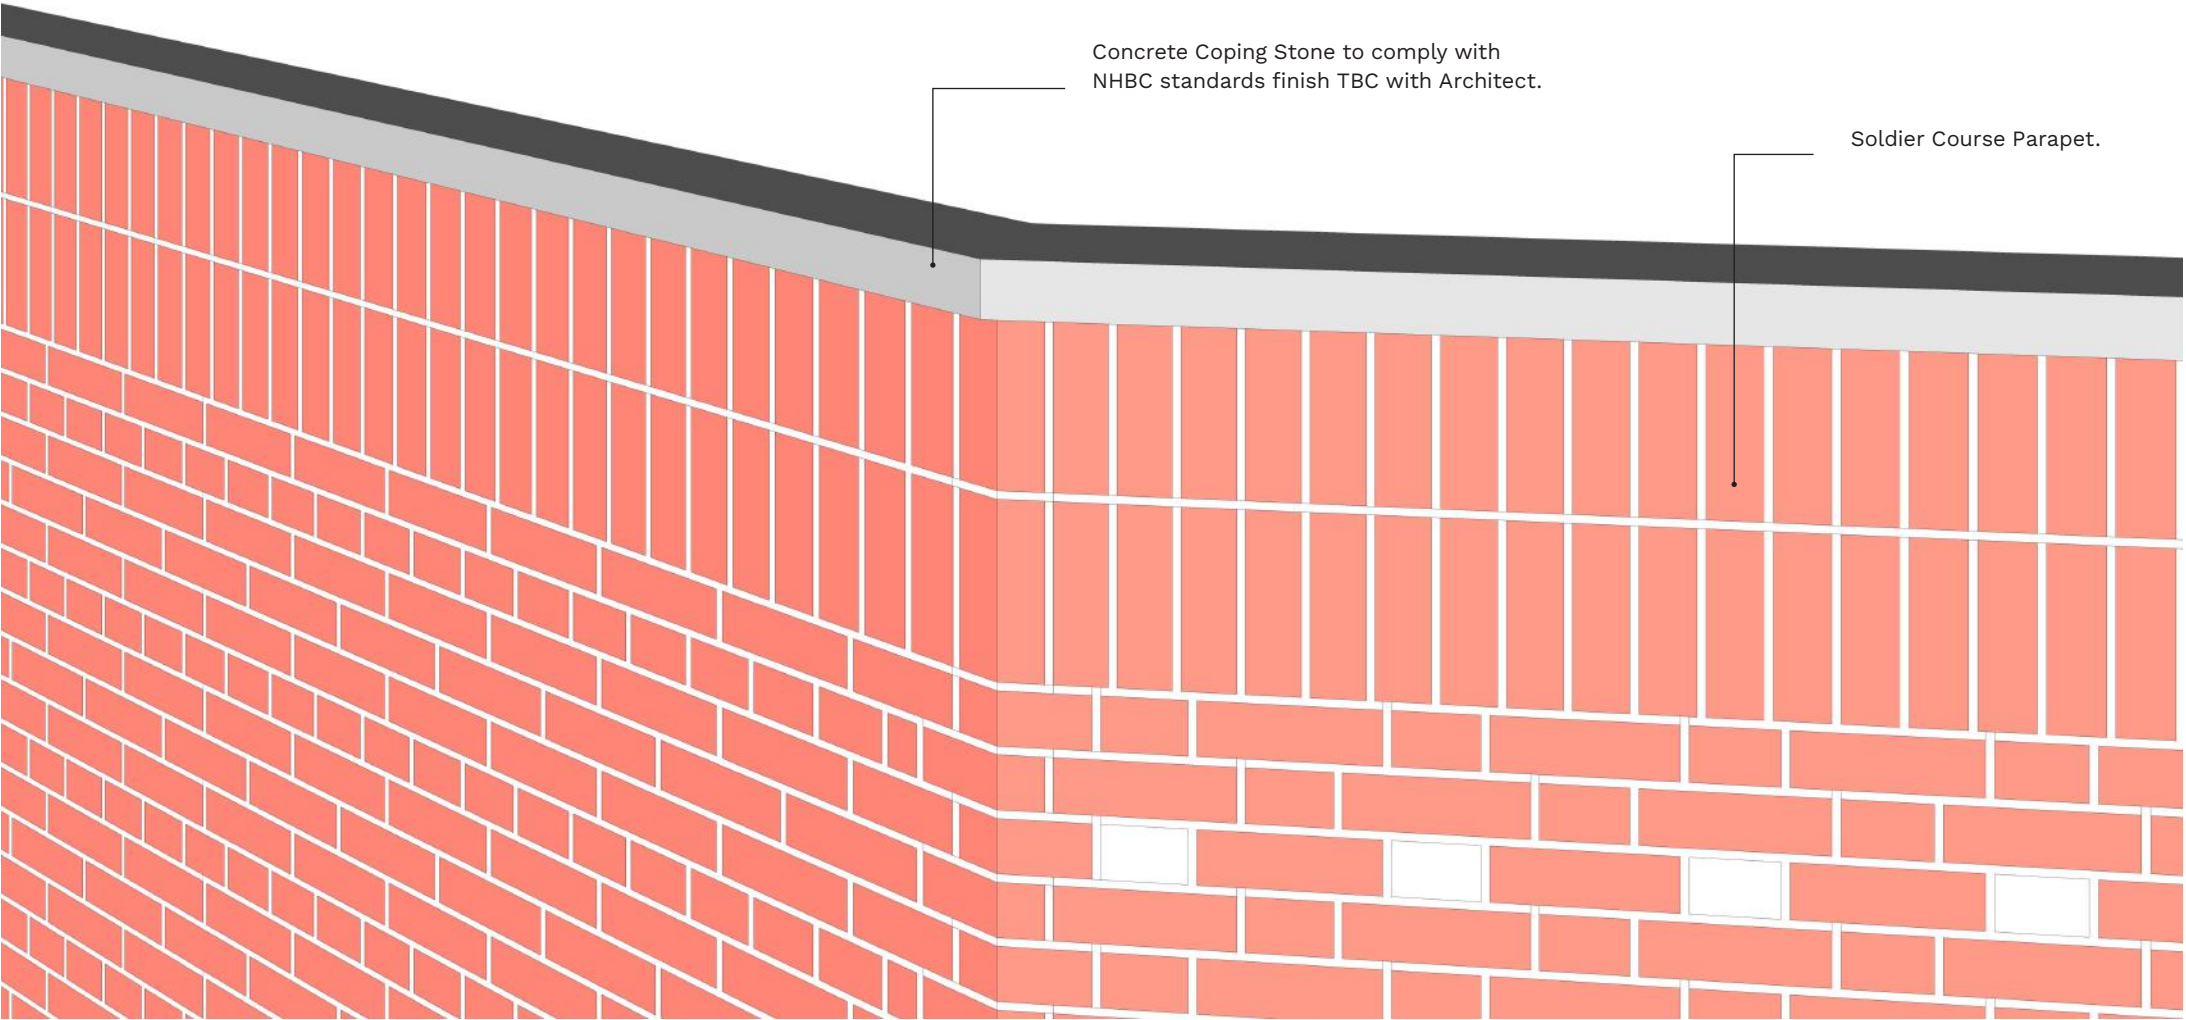 Concrete Coping Stone to comply with
NHBC standards finish TBC with Architect.
Soldier Course Parapet.